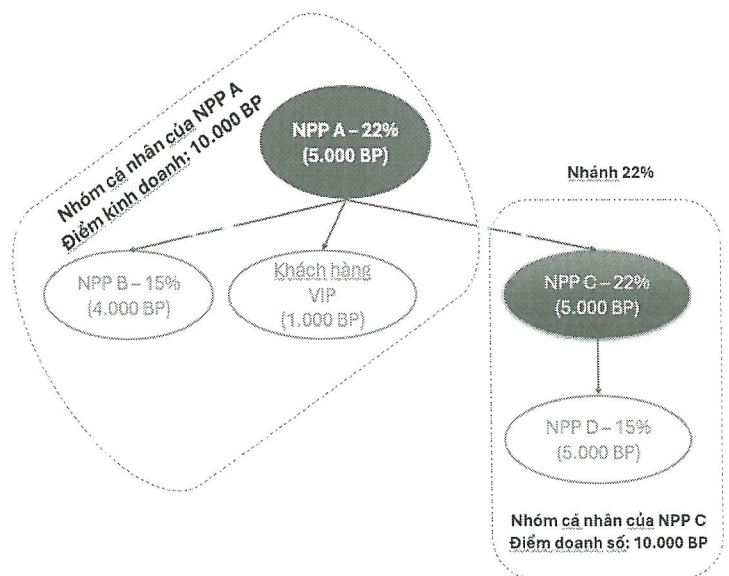 Nhóm cá nhân của NPP A
Điểm kinh doanh: 10.000 BP
NPP A – 22%
(5.000 BP)
Nhánh 22%
NPP B – 15%
(4.000 BP)
Khách hàng
VIP
(1.000 BP)
NPP C – 22%
(5.000 BP)
NPP D – 15%
(5.000 BP)
Nhóm cá nhân của NPP C
Điểm doanh số: 10.000 BP